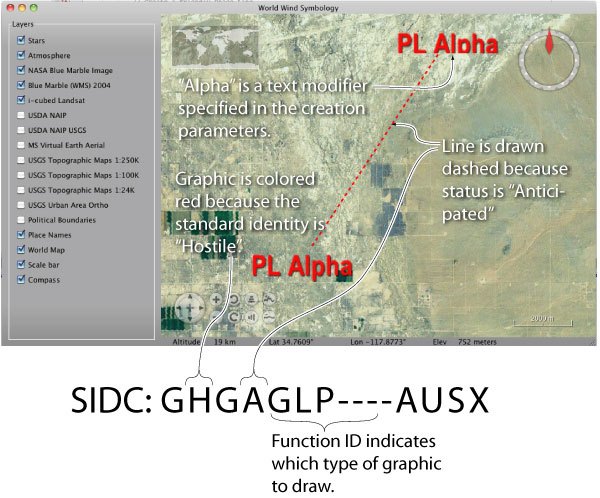 World Wind Symbology
Layers
Stars
Atmosphere
NASA Blue Marble Image
Blue Marble (WMS) 2004
i-cubed Landsat
USDA NAIP
USDA NAIP USGS
MS Virtual Earth Aerial
USGS Topographic Maps 1:250K
USGS Topographic Maps 1:100K
USGS Topographic Maps 1:24K
USGS Urban Area Ortho
Political Boundaries
Place Names
World Map
Scale bar
Compass
PL Alpha
"Alpha" is a text modifier
specified in the creation
parameters.
Line is drawn
dashed because
status is "Antici-
pated"
Graphic is colored
red because the
standard identity is
"Hostile".
PL Alpha
2000m
Altitude 19 km Lat 34.7609° Lon -117.8773° Elev 752 meters
SIDC: GHGAGLP----AUSX
Function ID indicates
which type of graphic
to draw.